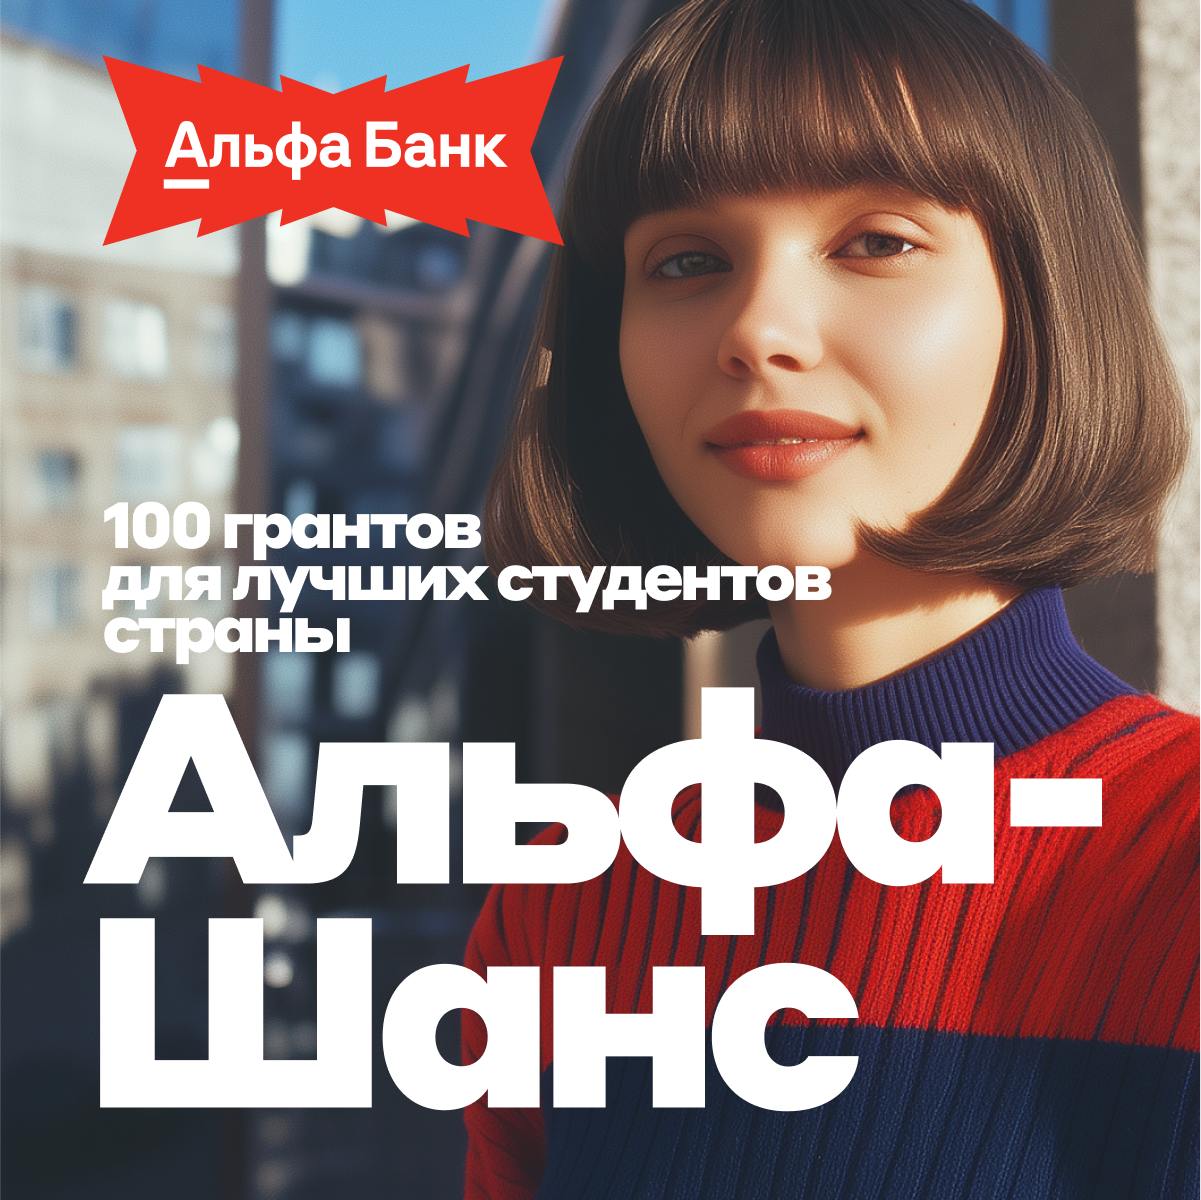 Альфа Банк
100 грантов
для лучших студентов
страны
Альфа-
Шанс